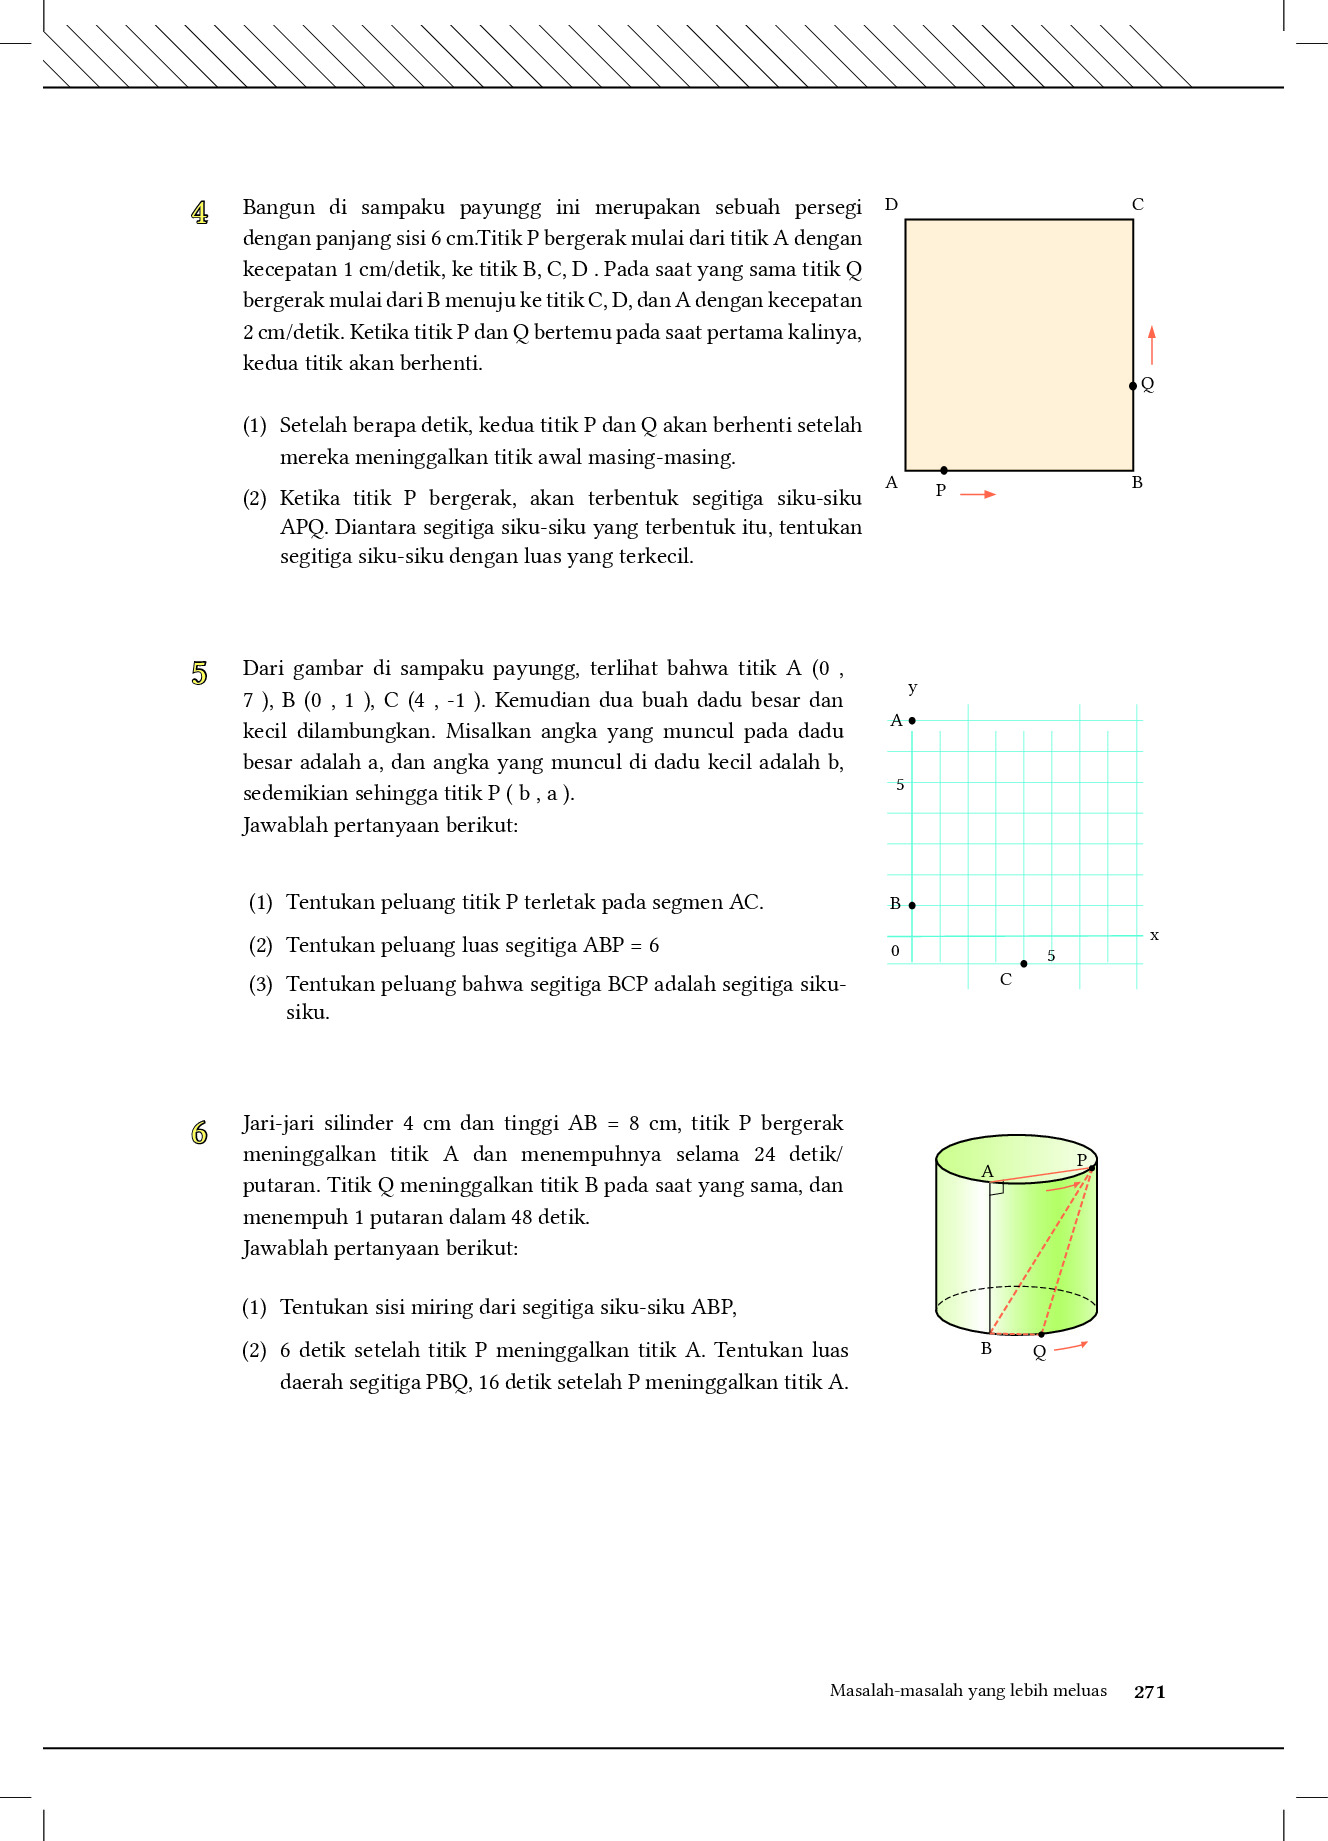 4
Bangun di sampaku payungg ini merupakan sebuah persegi
dengan panjang sisi 6 cm.Titik P bergerak mulai dari titik A dengan
kecepatan 1 cm/detik, ke titik B, C, D . Pada saat yang sama titik Q
bergerak mulai dari B menuju ke titik C, D, dan A dengan kecepatan
2 cm/detik. Ketika titik P dan Q bertemu pada saat pertama kalinya,
kedua titik akan berhenti.
(1) Setelah berapa detik, kedua titik P dan Q akan berhenti setelah
mereka meninggalkan titik awal masing-masing.
(2) Ketika titik P bergerak, akan terbentuk segitiga siku-siku
APQ. Diantara segitiga siku-siku yang terbentuk itu, tentukan
segitiga siku-siku dengan luas yang terkecil.
D C
Q
A P B
5
Dari gambar di sampaku payungg, terlihat bahwa titik A (0 ,
7 ), B (0 , 1 ), C (4 , -1 ). Kemudian dua buah dadu besar dan
kecil dilambungkan. Misalkan angka yang muncul pada dadu
besar adalah a, dan angka yang muncul di dadu kecil adalah b,
sedemikian sehingga titik P ( b , a ).
Jawablah pertanyaan berikut:
(1) Tentukan peluang titik P terletak pada segmen AC.
(2) Tentukan peluang luas segitiga ABP = 6
(3) Tentukan peluang bahwa segitiga BCP adalah segitiga siku-
siku.
y
A
5
B
x
0 5
C
6
Jari-jari silinder 4 cm dan tinggi AB = 8 cm, titik P bergerak
meninggalkan titik A dan menempuhnya selama 24 detik/
putaran. Titik Q meninggalkan titik B pada saat yang sama, dan
menempuh 1 putaran dalam 48 detik.
Jawablah pertanyaan berikut:
(1) Tentukan sisi miring dari segitiga siku-siku ABP,
(2) 6 detik setelah titik P meninggalkan titik A. Tentukan luas
daerah segitiga PBQ, 16 detik setelah P meninggalkan titik A.
P
A
B Q
Masalah-masalah yang lebih meluas 271